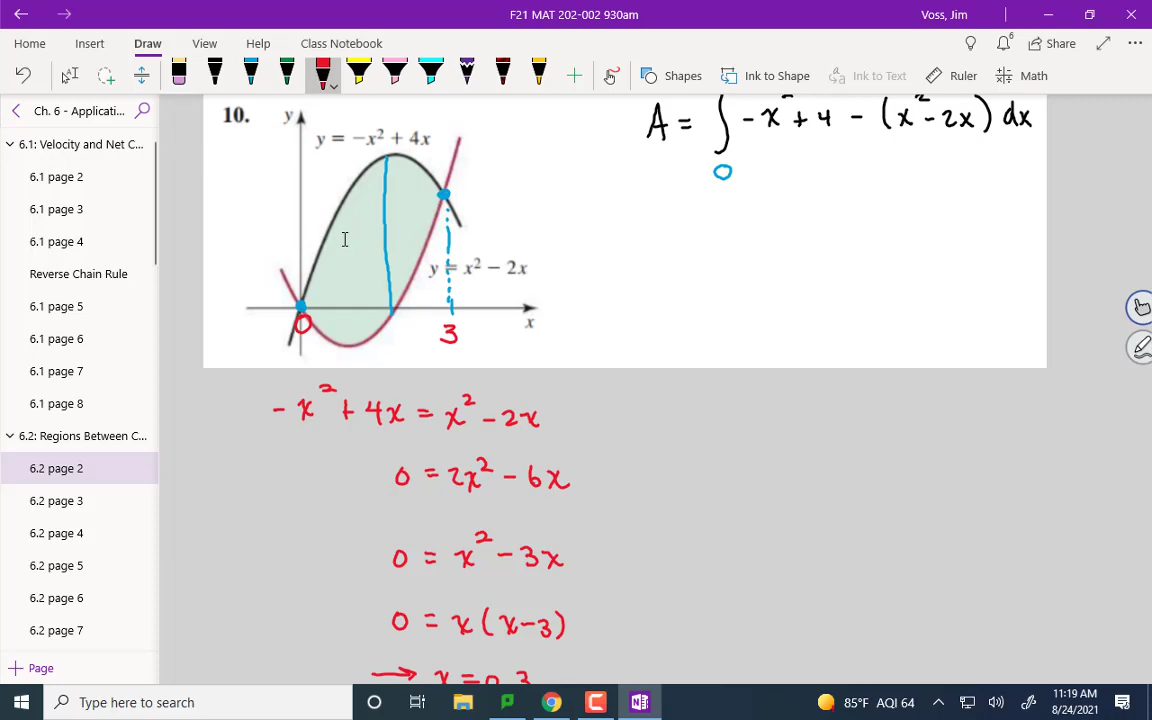 F21 MAT 202-002 930am
Voss, Jim
Home Insert Draw View Help Class Notebook
Share
Shapes
Ink to Shape
Ink to Text
Ruler
Math
Ch. 6 - Applicati...
6.1: Velocity and Net C...
6.1 page 2
6.1 page 3
6.1 page 4
Reverse Chain Rule
6.1 page 5
6.1 page 6
6.1 page 7
6.1 page 8
6.2: Regions Between C...
6.2 page 2
6.2 page 3
6.2 page 4
6.2 page 5
6.2 page 6
6.2 page 7
Page
10.
y
y = −x² + 4x
y = x² − 2x
x
0
3
A = ∫ -x² + 4 - (x² - 2x) dx
0
-x² + 4x = x² - 2x
0 = 2x² - 6x
0 = x² - 3x
0 = x(x-3)
→ x = 0, 3
Type here to search
85°F AQI 64
11:19 AM
8/24/2021
6